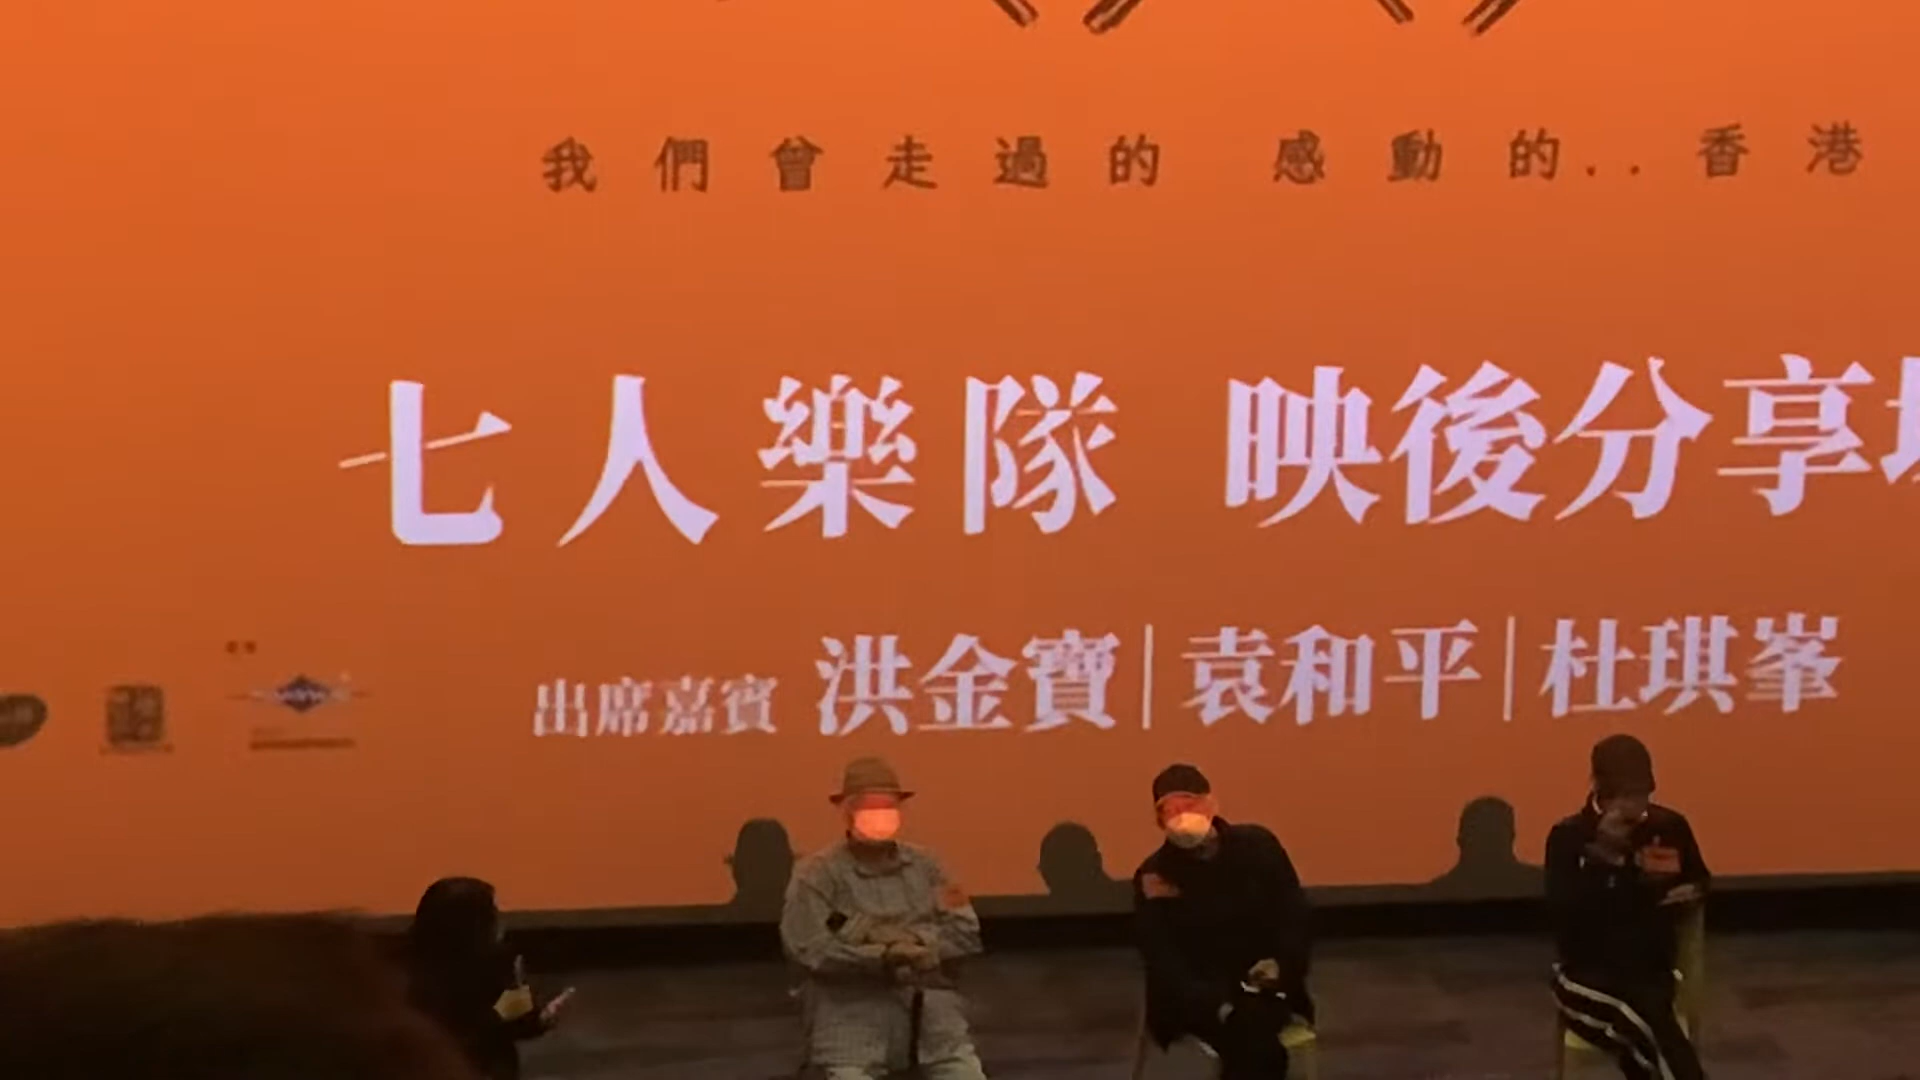 我們曾走過的 感動的..香港
七人樂隊 映後分享
出席嘉賓 洪金寶|袁和平|杜琪峯